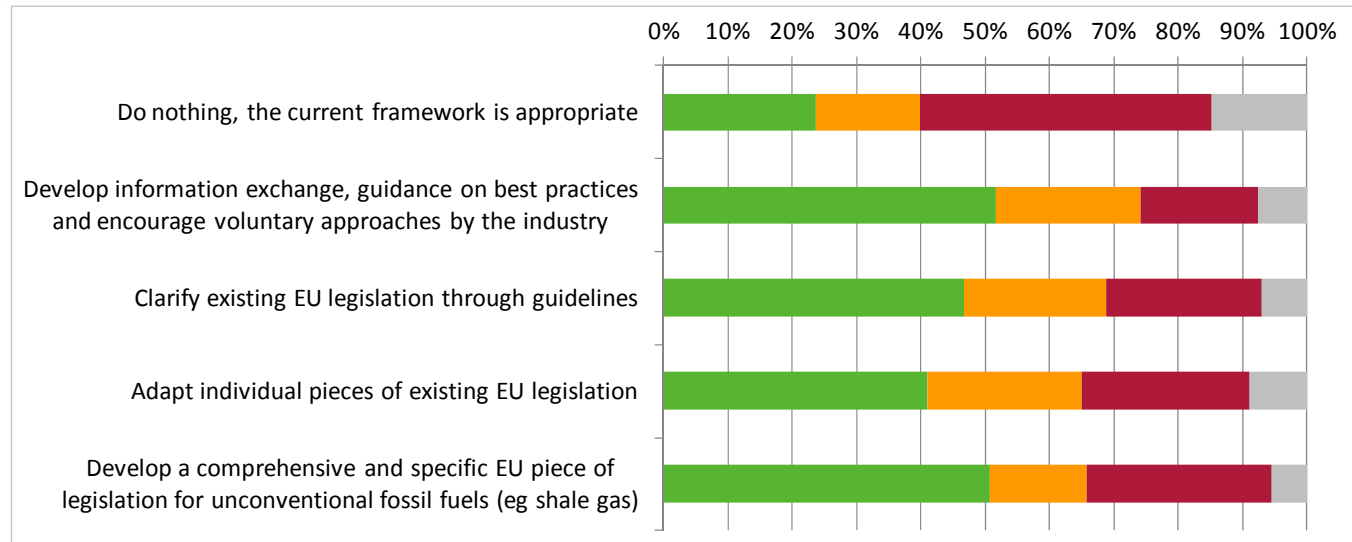 0% 10% 20% 30% 40% 50% 60% 70% 80% 90% 100%
Do nothing, the current framework is appropriate
Develop information exchange, guidance on best practices
and encourage voluntary approaches by the industry
Clarify existing EU legislation through guidelines
Adapt individual pieces of existing EU legislation
Develop a comprehensive and specific EU piece of
legislation for unconventional fossil fuels (eg shale gas)